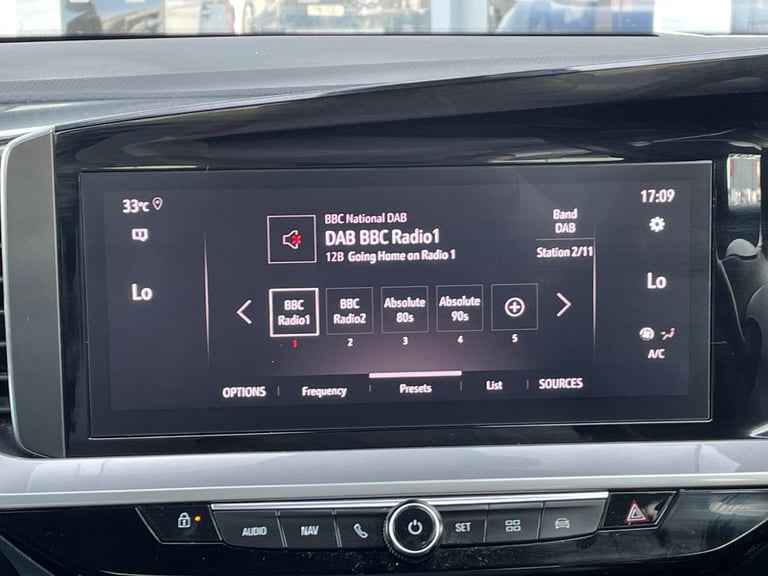 33°C
17:09
BBC National DAB
DAB BBC Radio1
12B Going Home on Radio 1
Band
DAB
Station 2/11
Lo
Lo
BBC
Radio1
BBC
Radio2
Absolute
80s
Absolute
90s
1
2
3
4
5
A/C
OPTIONS
Frequency
Presets
List
SOURCES
AUDIO
NAV
SET